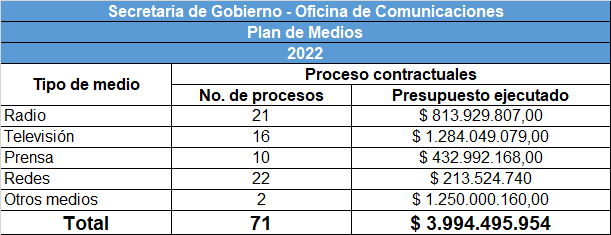 Secretaría de Gobierno - Oficina de Comunicaciones
Plan de Medios
2022
Tipo de medio Proceso contractuales
No. de procesos Presupuesto ejecutado
Radio 21 $ 813.929.807,00
Televisión 16 $ 1.284.049.079,00
Prensa 10 $ 432.992.168,00
Redes 22 $ 213.524.740
Otros medios 2 $ 1.250.000.160,00
Total 71 $ 3.994.495.954